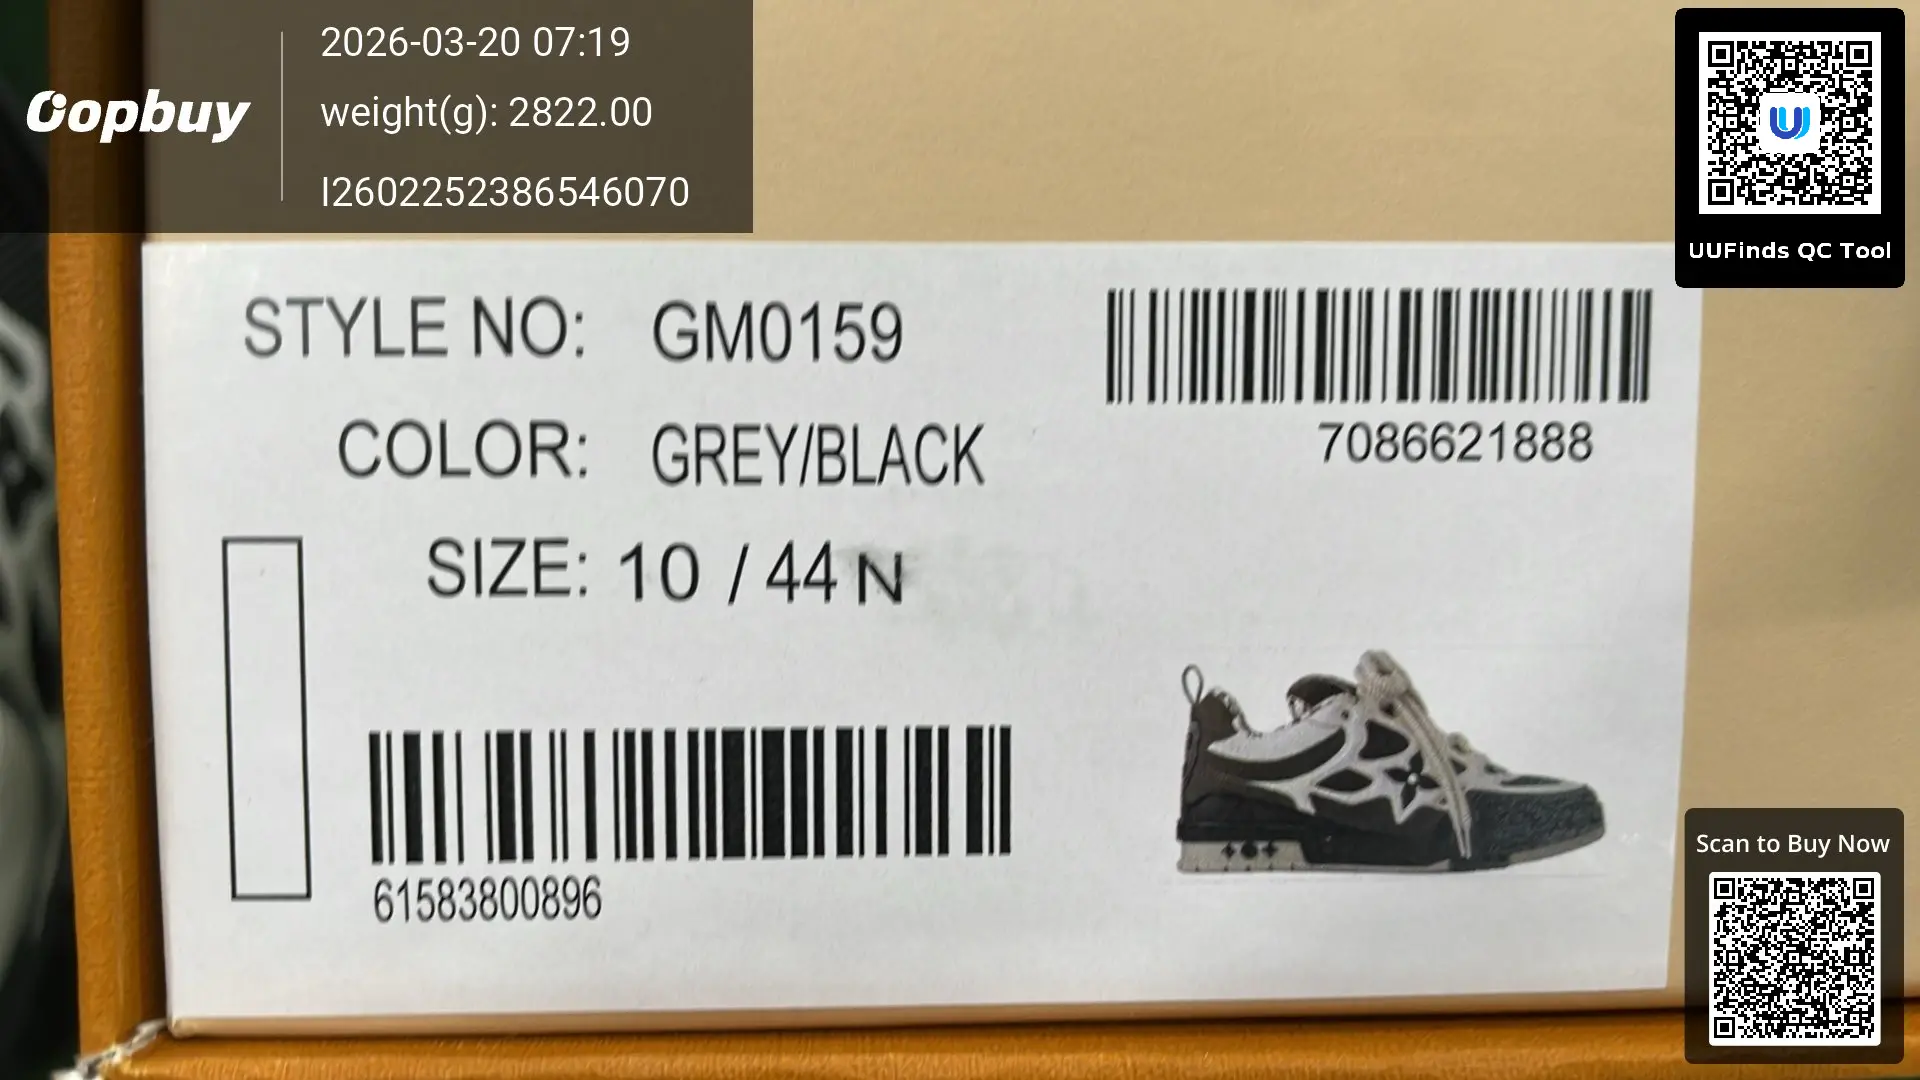 Oopbuy
2026-03-20 07:19
weight(g): 2822.00
I2602252386546070
UUFinds QC Tool
STYLE NO: GM0159
7086621888
COLOR: GREY/BLACK
SIZE: 10 / 44 N
61583800896
Scan to Buy Now